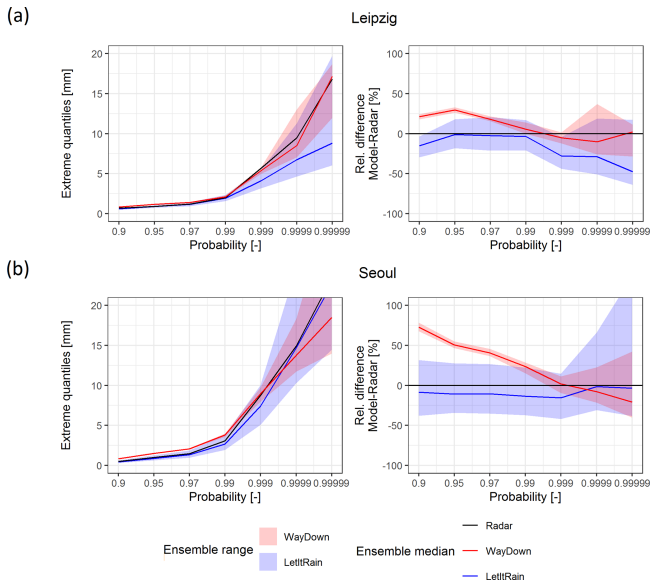 (a)
Leipzig
Extreme quantiles [mm]
20
15
10
5
0
0.9 0.95 0.97 0.99 0.999 0.9999 0.99999
Probability [-]
Rel. difference
Model-Radar [%]
100
50
0
-50
-100
0.9 0.95 0.97 0.99 0.999 0.9999 0.99999
Probability [-]
(b)
Seoul
Extreme quantiles [mm]
20
15
10
5
0
0.9 0.95 0.97 0.99 0.999 0.9999 0.99999
Probability [-]
Rel. difference
Model-Radar [%]
100
50
0
-50
-100
0.9 0.95 0.97 0.99 0.999 0.9999 0.99999
Probability [-]
Ensemble range
WayDown
LetItRain
Ensemble median
Radar
WayDown
LetItRain